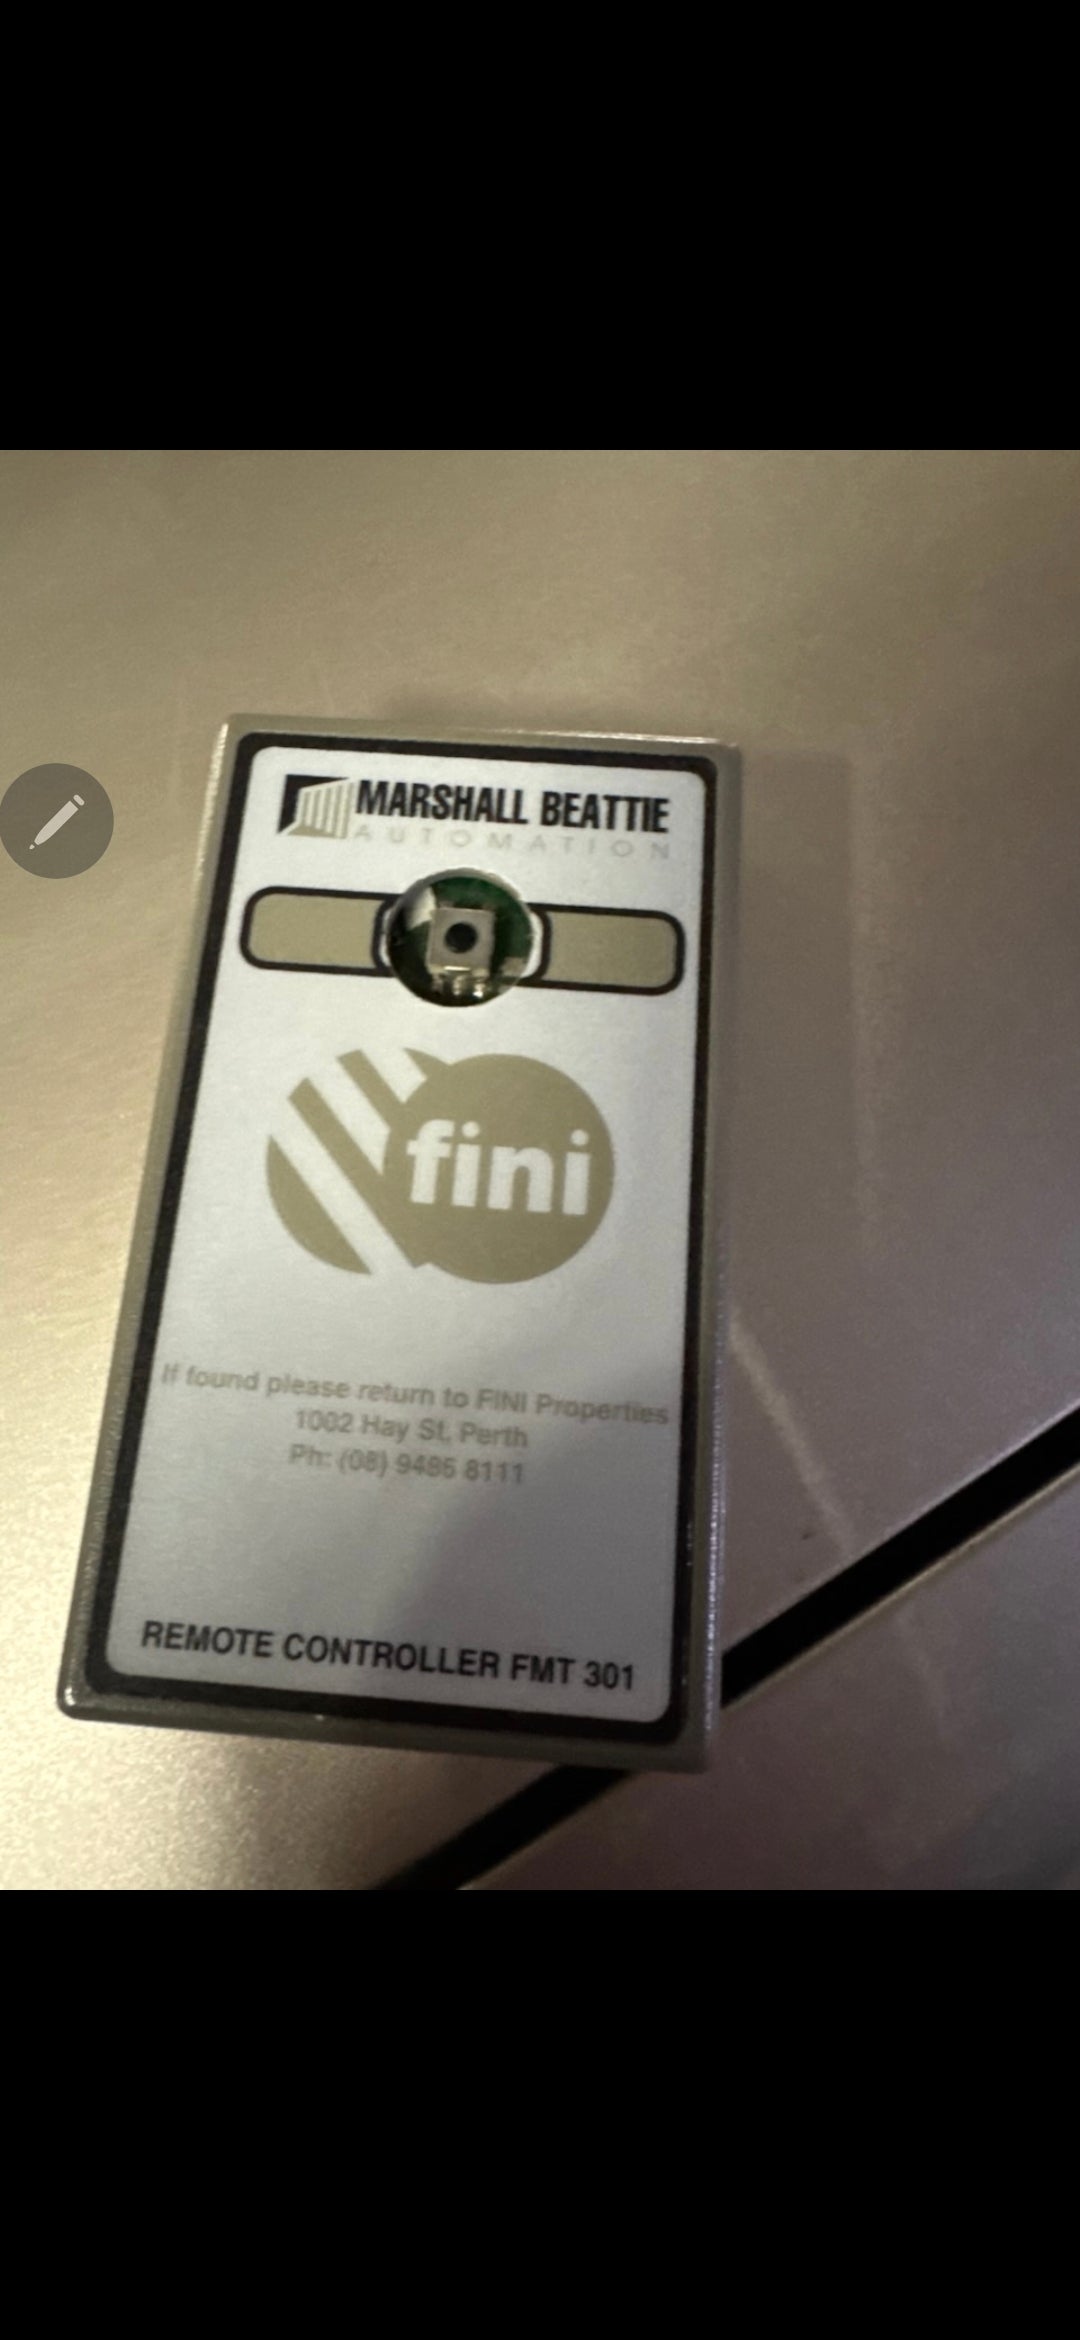 MARSHALL BEATTIE
AUTOMATION
fini
If found please return to FINI Properties
1002 Hay St, Perth
Ph: (08) 9486 8111
REMOTE CONTROLLER FMT 301